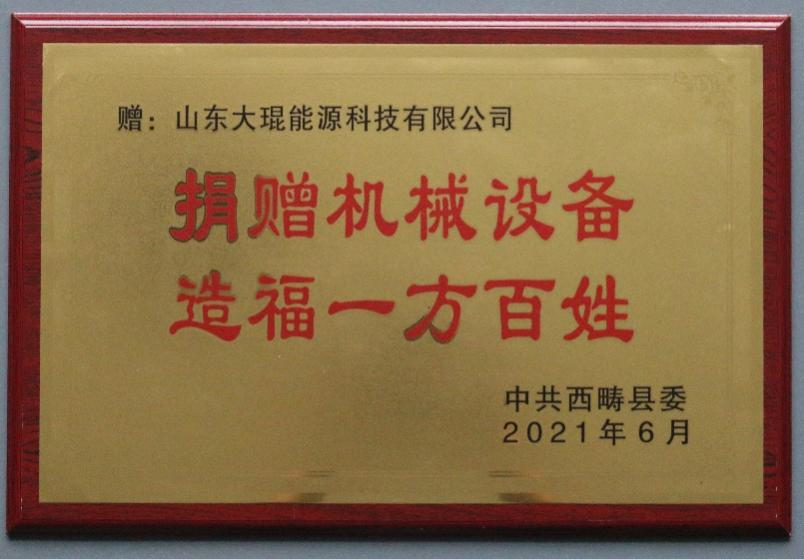 赠：山东大琨能源科技有限公司
捐赠机械设备
造福一方百姓
中共西畴县委
2021年6月